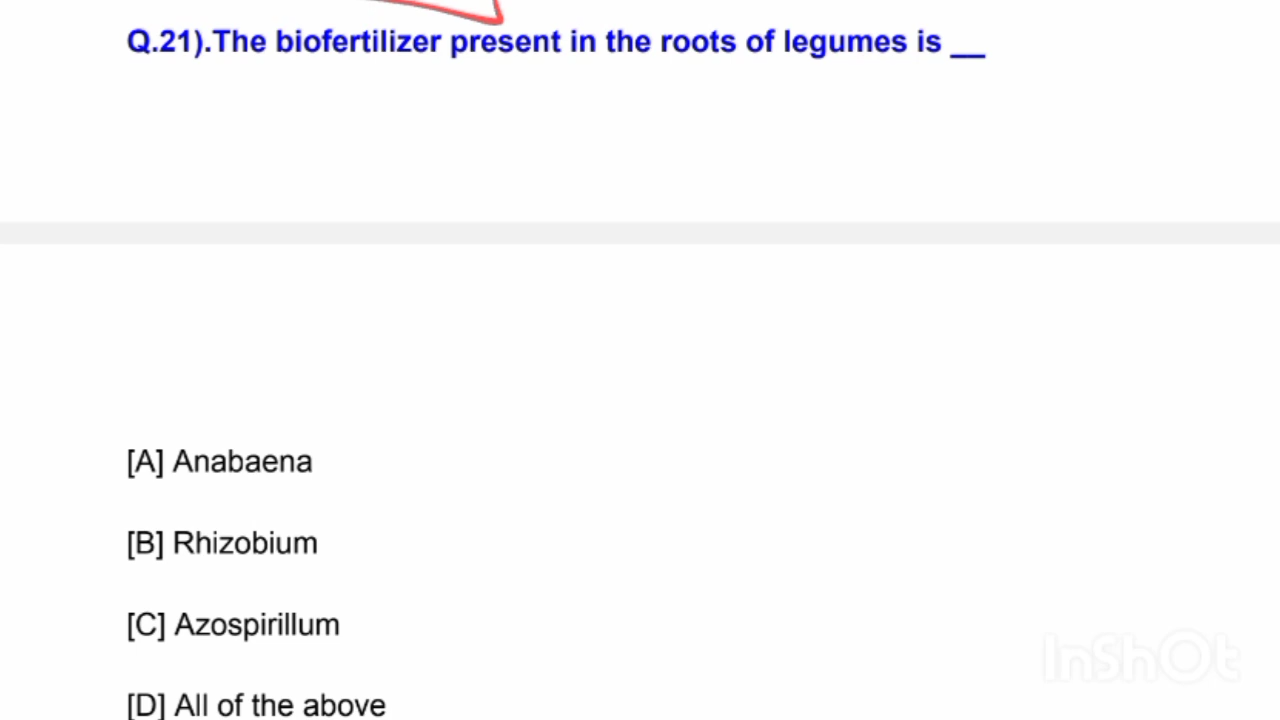 Q.21).The biofertilizer present in the roots of legumes is __
[A] Anabaena
[B] Rhizobium
[C] Azospirillum
[D] All of the above
InShOt